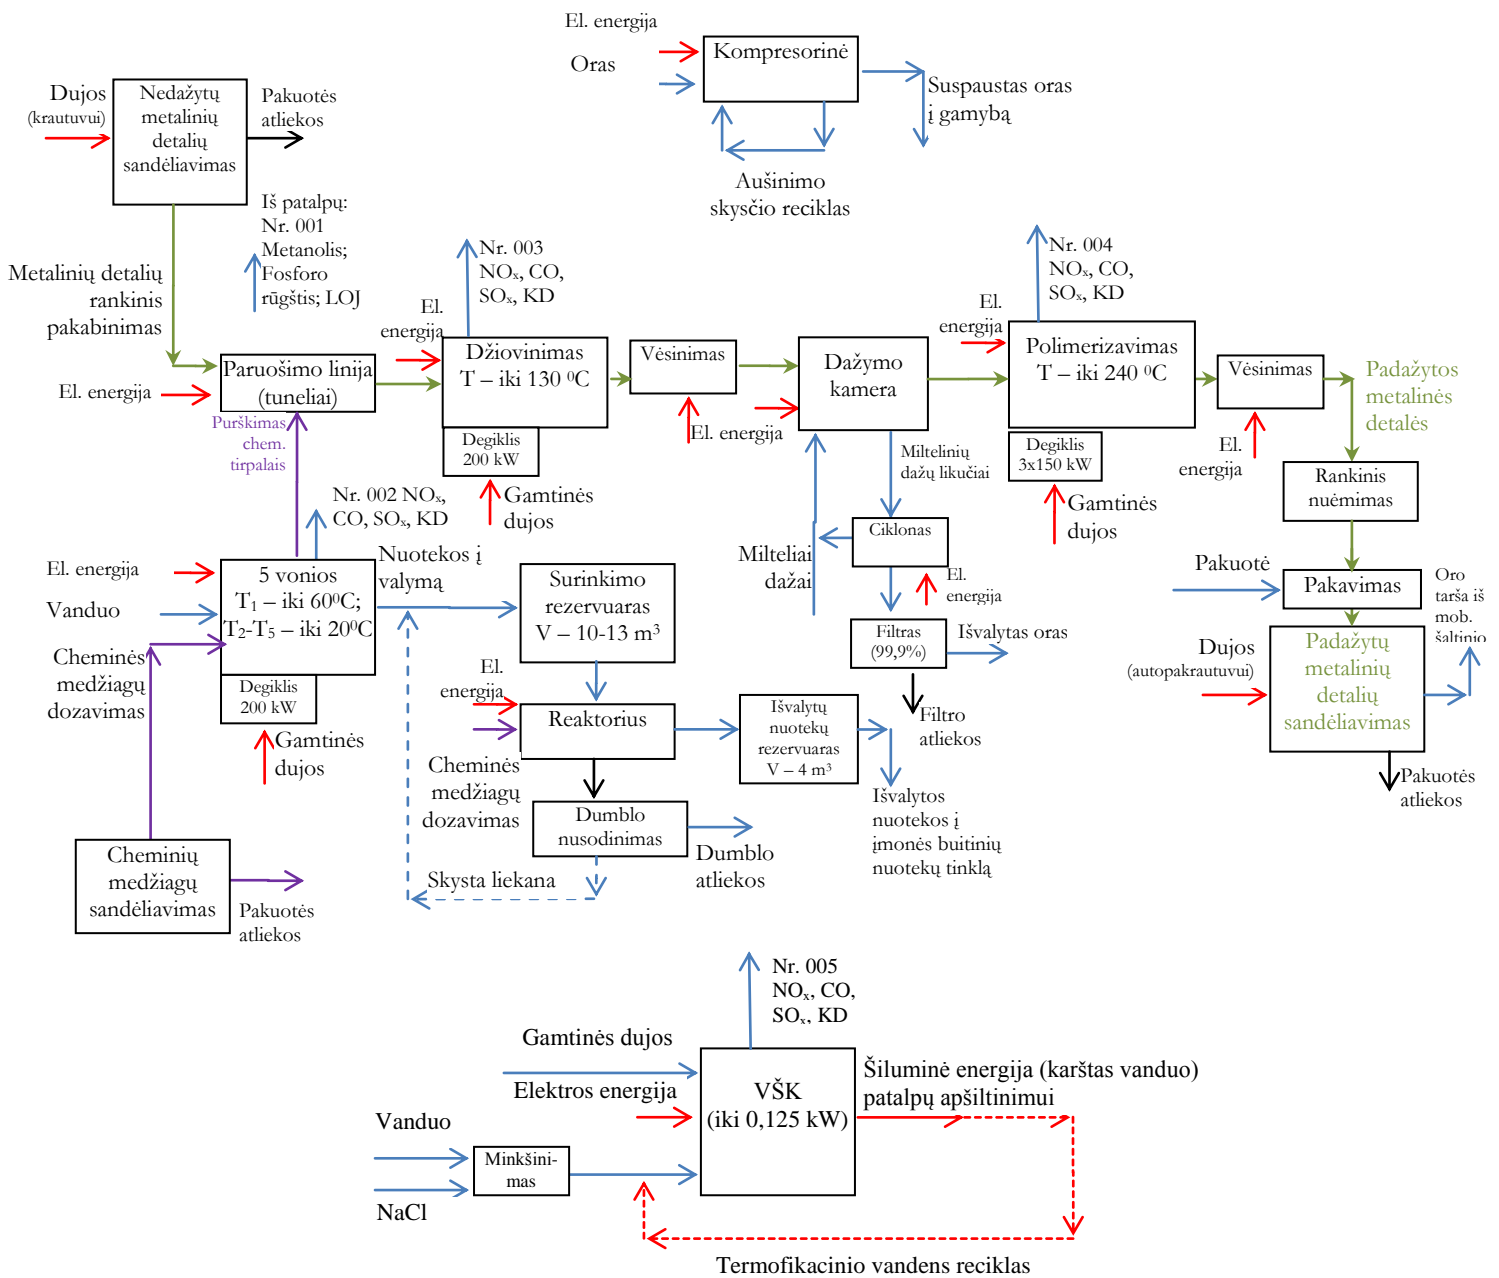 El. energija
Oras
Kompresorinė
Suspaustas oras
į gamybą
Aušinimo
skysčio reciklas
Dujos
(krautuvui)
Nedažytų
metalinių
detalių
sandėliavimas
Pakuotės
atliekos
Iš patalpų:
Nr. 001
Metanolis;
Fosforo
rūgštis; LOJ
Metalinių detalių
rankinis
pakabinimas
El. energija
Paruošimo linija
(tuneliai)
Purškimas
chem.
tirpalais
Nr. 003
NOx, CO,
SOx, KD
El.
energija
Džiovinimas
T – iki 130 ⁰C
Degiklis
200 kW
Gamtinės
dujos
Vėsinimas
El. energija
Dažymo
kamera
Miltelinių
dažų likučiai
Ciklonas
Milteliai
dažai
El.
energija
Filtras
(99,9%)
Išvalytas oras
Filtro
atliekos
Nr. 004
NOx, CO,
SOx, KD
El.
energija
Polimerizavimas
T – iki 240 ⁰C
Degiklis
3x150 kW
Gamtinės
dujos
Vėsinimas
El.
energija
Padažytos
metalinės
detalės
Rankinis
nuėmimas
Pakuotė
Pakavimas
Oro
tarša iš
mob.
šaltinio
Dujos
(autopakrautuvui)
Padažytų
metalinių
detalių
sandėliavimas
Pakuotės
atliekos
Nr. 002 NOx,
CO, SOx, KD
El. energija
Vanduo
5 vonios
T1 – iki 60⁰C;
T2-T5 – iki 20⁰C
Degiklis
200 kW
Gamtinės
dujos
Cheminės
medžiagų
dozavimas
Cheminių
medžiagų
sandėliavimas
Pakuotės
atliekos
Nuotekos į
valymą
Surinkimo
rezervuaras
V – 10-13 m³
El.
energija
Reaktorius
Cheminės
medžiagų
dozavimas
Išvalytų
nuotekų
rezervuaras
V – 4 m³
Išvalytos
nuotekos į
įmonės buitinių
nuotekų tinklą
Dumblo
nusodinimas
Dumblo
atliekos
Skysta liekana
Nr. 005
NOx, CO,
SOx, KD
Gamtinės dujos
Elektros energija
VŠK
(iki 0,125 kW)
Šiluminė energija (karštas vanduo)
patalpų apšiltinimui
Vanduo
NaCl
Minkšini-
mas
Termofikacinio vandens reciklas